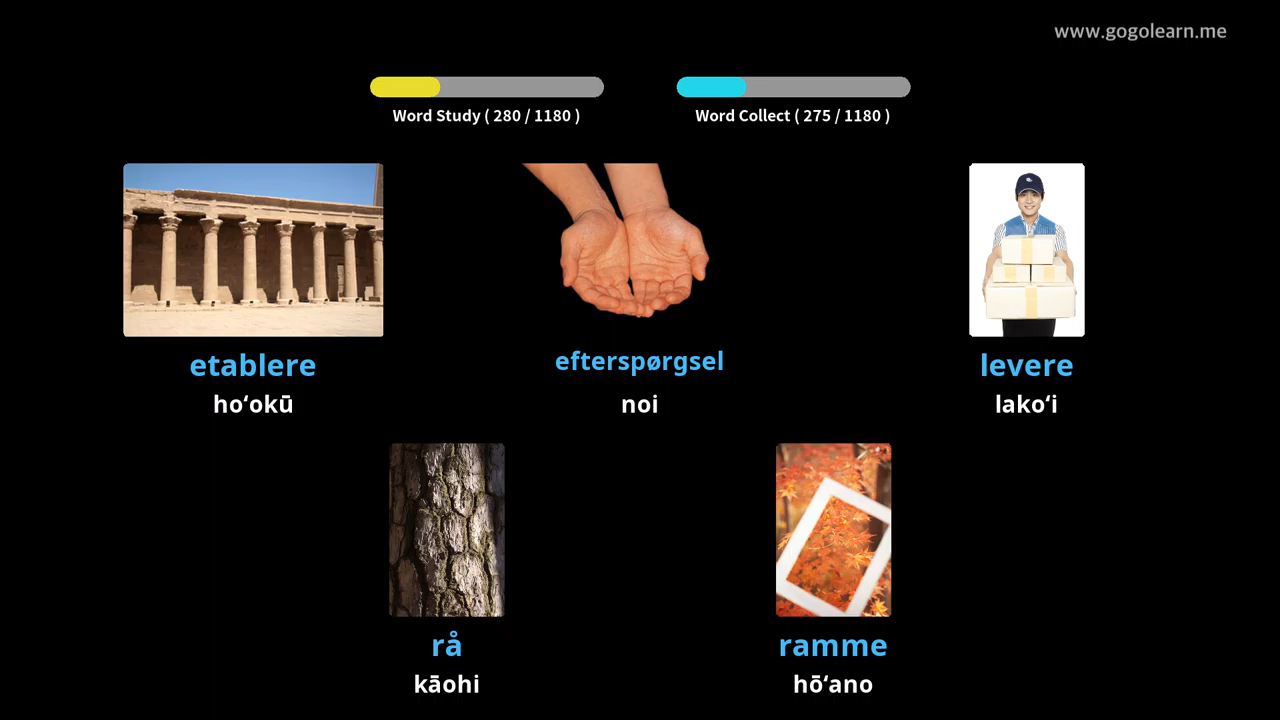 www.gogolearn.me
Word Study ( 280 / 1180 )
Word Collect ( 275 / 1180 )
etablere
efterspørgsel
levere
hoʻokū
noi
lakoʻi
rå
ramme
kāohi
hōʻano